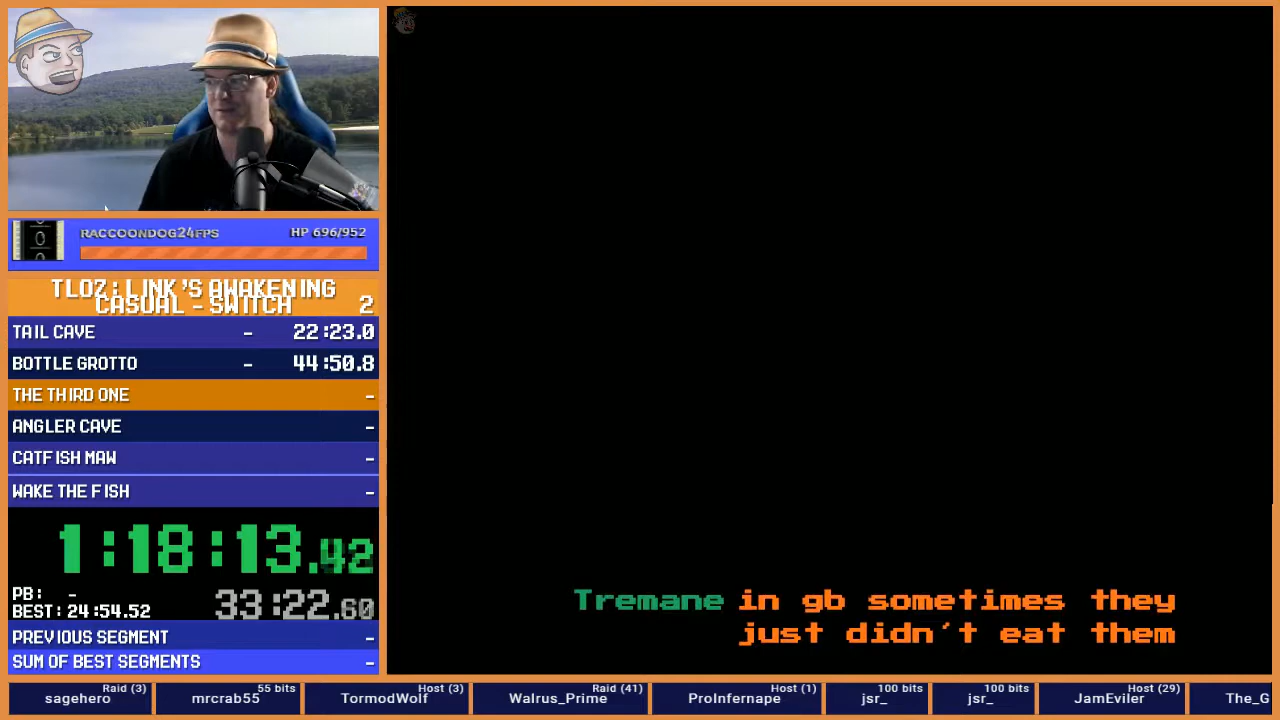 RACCOONDOG24FPS HP 696/952
TLOZ: LINK'S AWAKENING
CASUAL - SWITCH 2
TAIL CAVE - 22:23.0
BOTTLE GROTTO - 44:50.8
THE THIRD ONE -
ANGLER CAVE -
CATFISH MAW -
WAKE THE FISH -
1:18:13.42
PB: -
BEST: 24:54.52 33:22.60
PREVIOUS SEGMENT -
SUM OF BEST SEGMENTS -
Tremane in gb sometimes they
just didn't eat them
Raid (3) 55 bits Host (3) Raid (41) Host (1) 100 bits 100 bits Host (29)
sagehero mrcrab55 TormodWolf Walrus_Prime ProInfernape jsr_ jsr_ JamEviler The_G